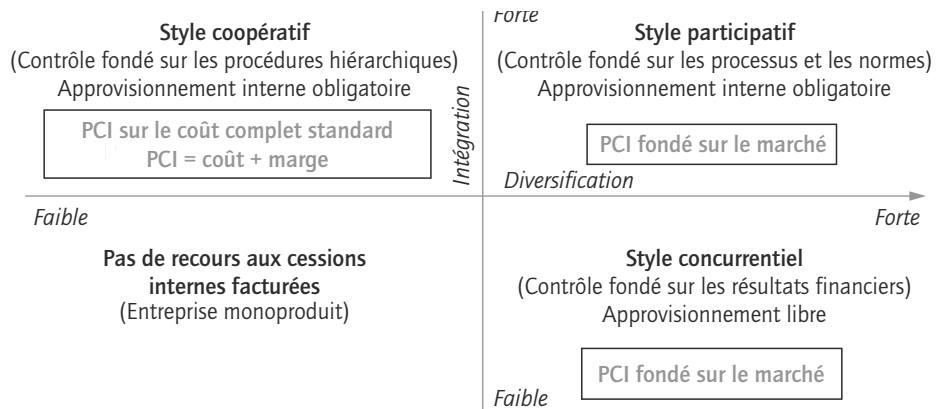 Forte
Style coopératif
(Contrôle fondé sur les procédures hiérarchiques)
Approvisionnement interne obligatoire
PCI sur le coût complet standard
PCI = coût + marge
Intégration
Style participatif
(Contrôle fondé sur les processus et les normes)
Approvisionnement interne obligatoire
PCI fondé sur le marché
Diversification
Faible
Forte
Pas de recours aux cessions
internes facturées
(Entreprise monoproduit)
Style concurrentiel
(Contrôle fondé sur les résultats financiers)
Approvisionnement libre
PCI fondé sur le marché
Faible